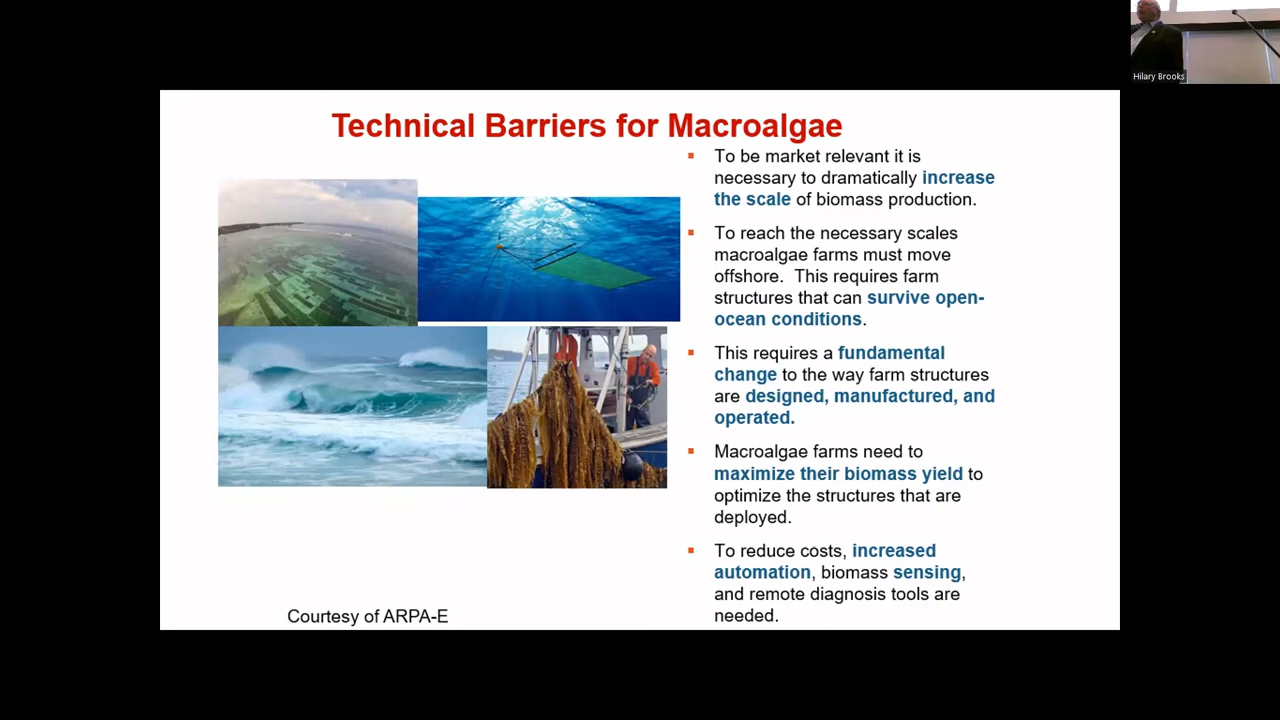 Hilary Brooks
Technical Barriers for Macroalgae
▪ To be market relevant it is
necessary to dramatically increase
the scale of biomass production.
▪ To reach the necessary scales
macroalgae farms must move
offshore. This requires farm
structures that can survive open-
ocean conditions.
▪ This requires a fundamental
change to the way farm structures
are designed, manufactured, and
operated.
▪ Macroalgae farms need to
maximize their biomass yield to
optimize the structures that are
deployed.
▪ To reduce costs, increased
automation, biomass sensing,
and remote diagnosis tools are
needed.
Courtesy of ARPA-E